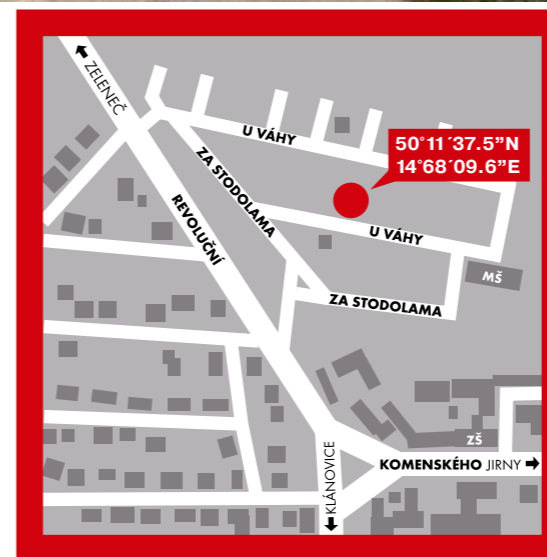 ZELENEČ
U VÁHY
50°11´37.5”N
14°68´09.6”E
ZA STODOLAMA
REVOLUČNÍ
U VÁHY
MŠ
ZA STODOLAMA
ZŠ
KOMENSKÉHO JIRNY
KLÁNOVICE